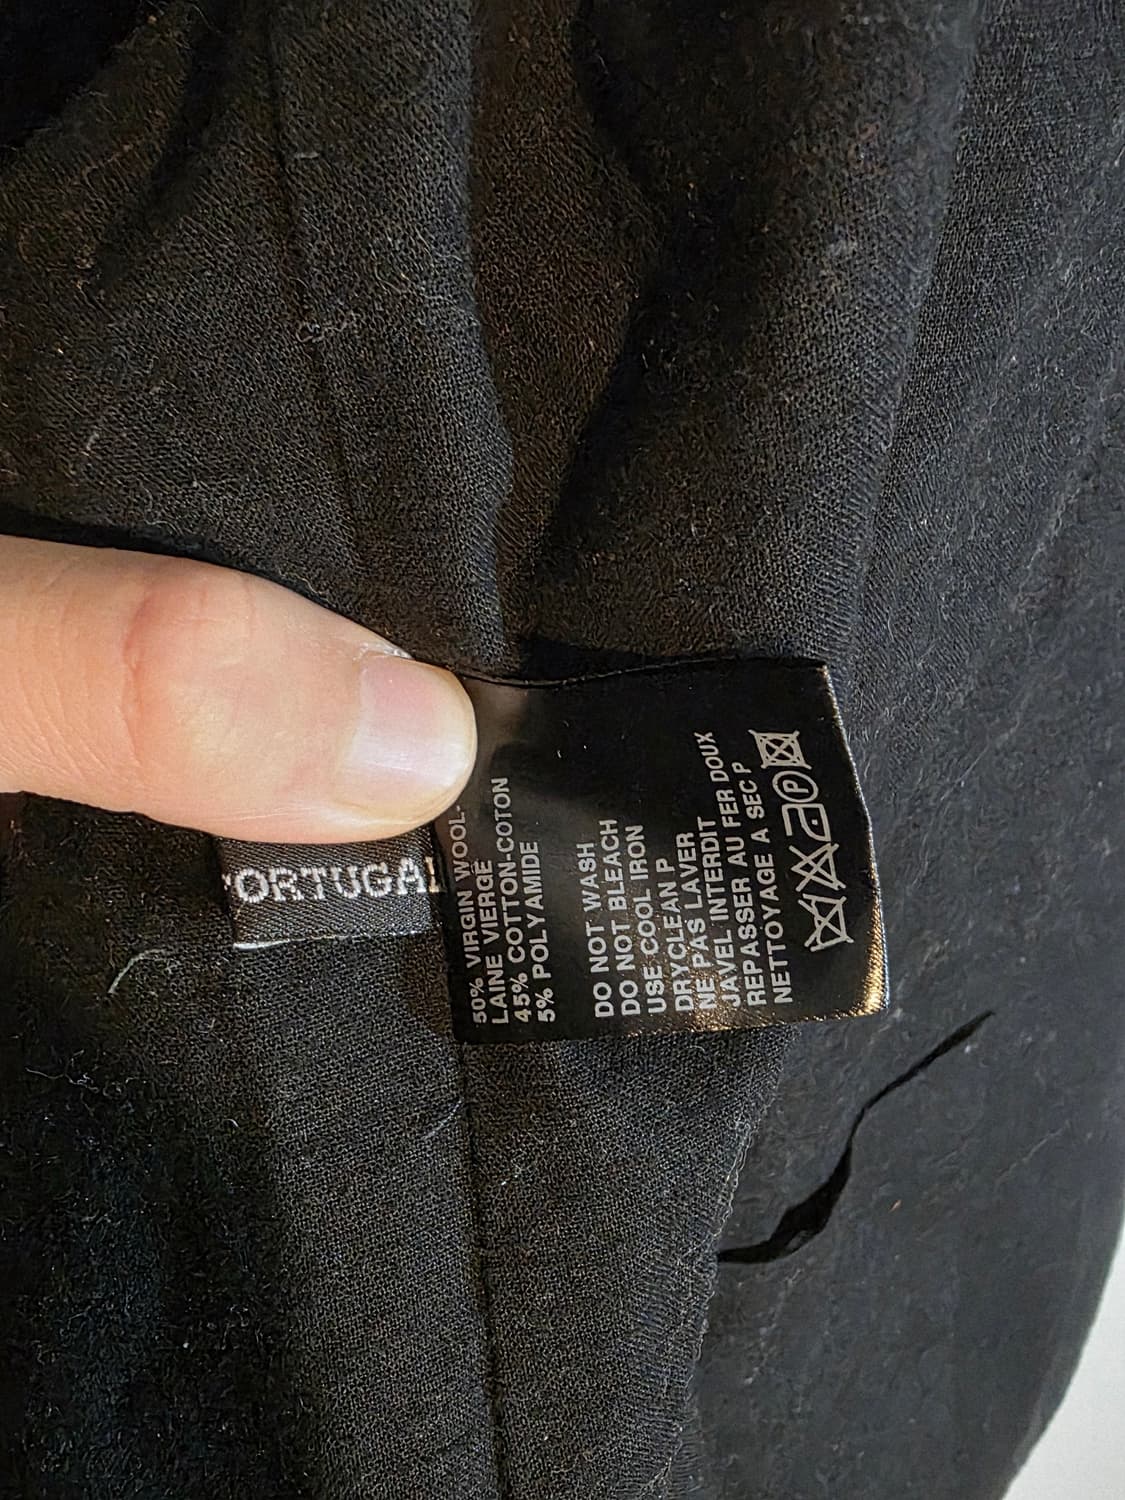 PORTUGAL
50% VIRGIN WOOL-
LAINE VIERGE
45% COTTON-COTON
5% POLYAMIDE
DO NOT WASH
DO NOT BLEACH
USE COOL IRON
DRYCLEAN P
NE PAS LAVER
JAVEL INTERDIT
REPASSER AU FER DOUX
NETTOYAGE A SEC P
P